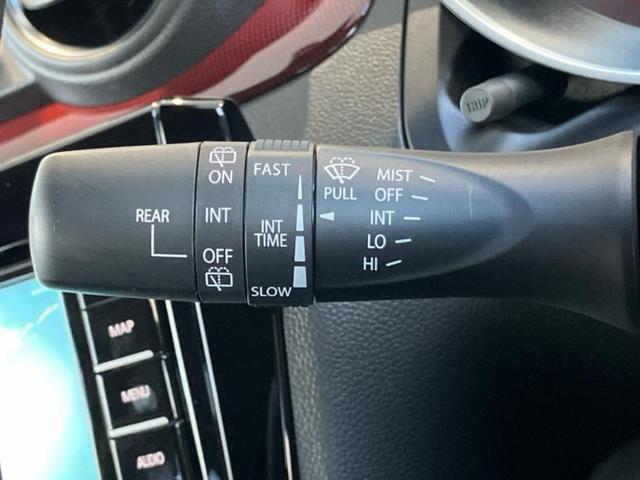 REAR
ON
INT
OFF
FAST
INT
TIME
SLOW
PULL
MIST
OFF
INT
LO
HI
TRIP
MAP
MENU
AUDIO